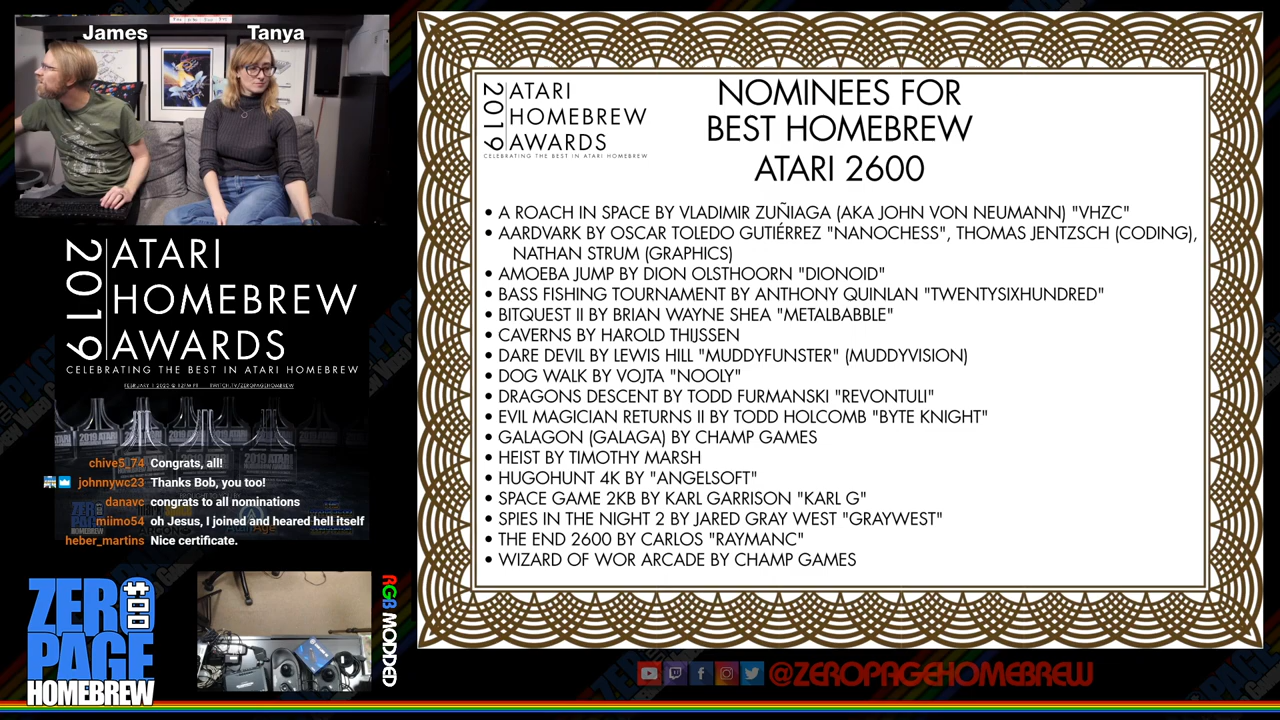 James
Tanya
2019
ATARI
HOMEBREW
AWARDS
CELEBRATING THE BEST IN ATARI HOMEBREW
chive5_74 Congrats, all!
johnnywc23 Thanks Bob, you too!
danavc congrats to all nominations
miimo54 oh Jesus, I joined and heared hell itself
heber_martins Nice certificate.
ZERO
PAGE
HOMEBREW
RGB MODDED
2019
ATARI
HOMEBREW
AWARDS
CELEBRATING THE BEST IN ATARI HOMEBREW
NOMINEES FOR
BEST HOMEBREW
ATARI 2600
• A ROACH IN SPACE BY VLADIMIR ZUÑIAGA (AKA JOHN VON NEUMANN) "VHZC"
• AARDVARK BY OSCAR TOLEDO GUTIÉRREZ "NANOCHESS", THOMAS JENTZSCH (CODING),
NATHAN STRUM (GRAPHICS)
• AMOEBA JUMP BY DION OLSTHOORN "DIONOID"
• BASS FISHING TOURNAMENT BY ANTHONY QUINLAN "TWENTYSIXHUNDRED"
• BITQUEST II BY BRIAN WAYNE SHEA "METALBABBLE"
• CAVERNS BY HAROLD THIJSSEN
• DARE DEVIL BY LEWIS HILL "MUDDYFUNSTER" (MUDDYVISION)
• DOG WALK BY VOJTA "NOOLY"
• DRAGONS DESCENT BY TODD FURMANSKI "REVONTULI"
• EVIL MAGICIAN RETURNS II BY TODD HOLCOMB "BYTE KNIGHT"
• GALAGON (GALAGA) BY CHAMP GAMES
• HEIST BY TIMOTHY MARSH
• HUGOHUNT 4K BY "ANGELSOFT"
• SPACE GAME 2KB BY KARL GARRISON "KARL G"
• SPIES IN THE NIGHT 2 BY JARED GRAY WEST "GRAYWEST"
• THE END 2600 BY CARLOS "RAYMANC"
• WIZARD OF WOR ARCADE BY CHAMP GAMES
@ZEROPAGEHOMEBREW